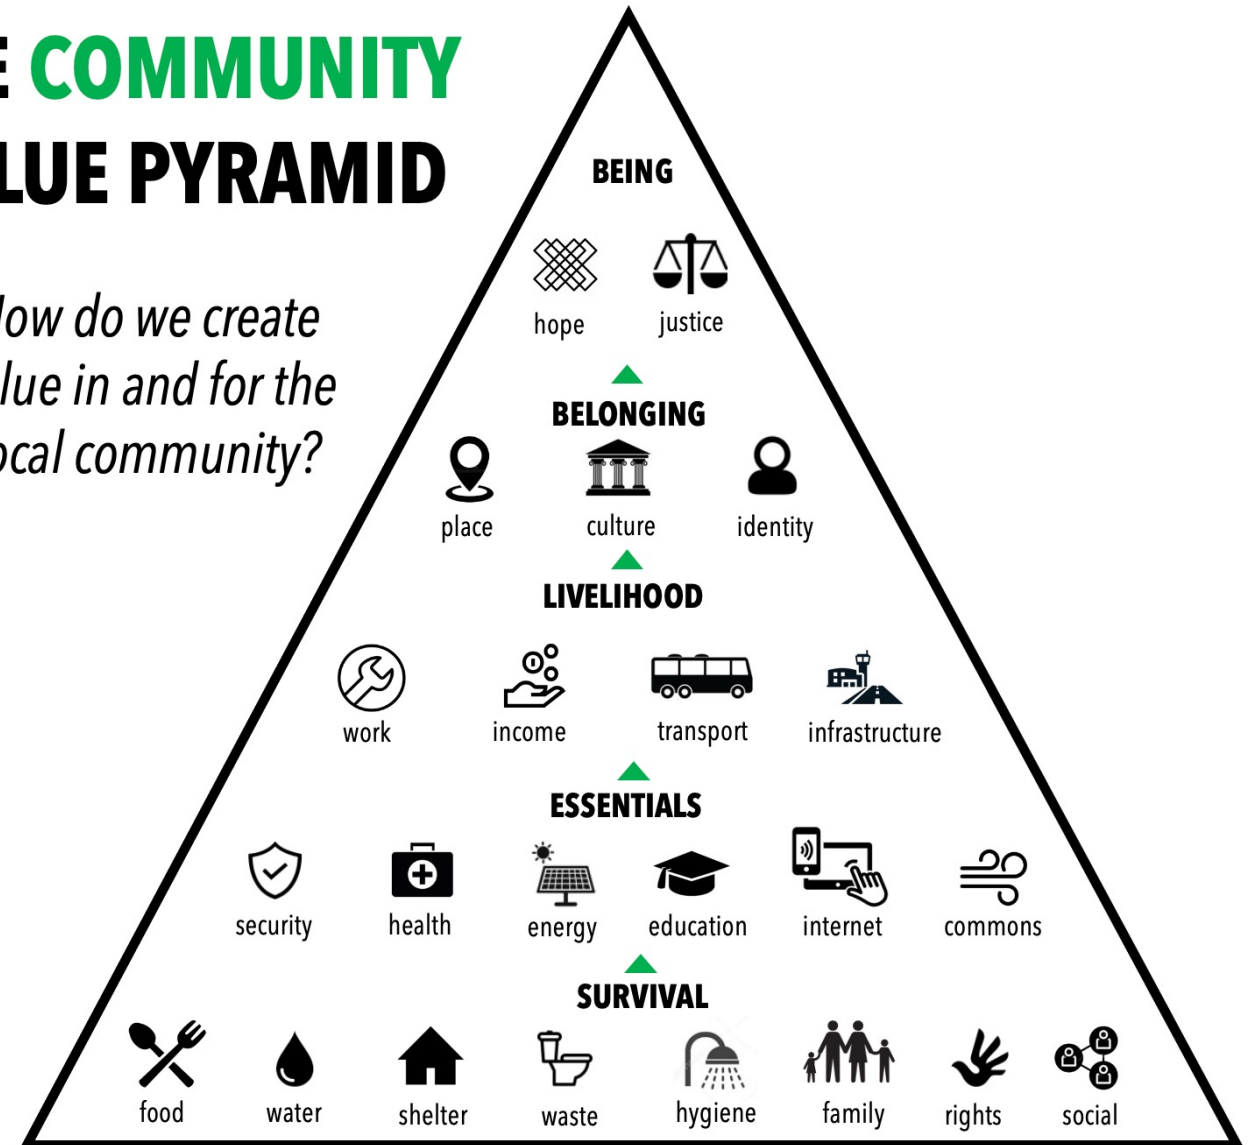 E COMMUNITY
LUE PYRAMID
ow do we create
lue in and for the
ocal community?
BEING
hope justice
BELONGING
place culture identity
LIVELIHOOD
work income transport infrastructure
ESSENTIALS
security health energy education internet commons
SURVIVAL
food water shelter waste hygiene family rights social